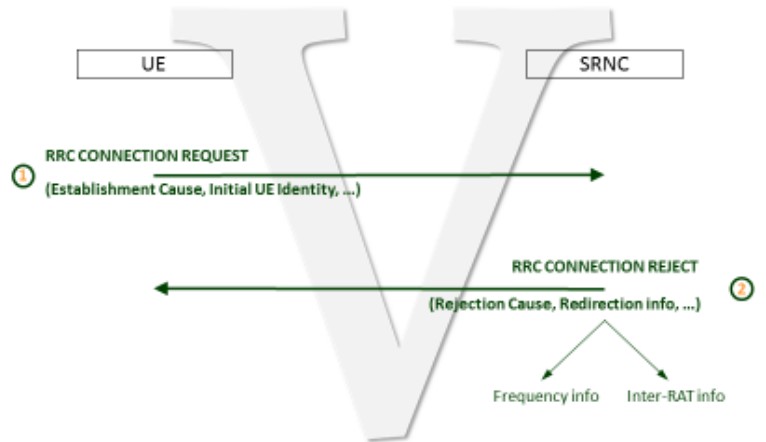 UE
SRNC
RRC CONNECTION REQUEST
1
(Establishment Cause, Initial UE Identity, ...)
RRC CONNECTION REJECT
2
(Rejection Cause, Redirection info, ...)
Frequency info
Inter-RAT info